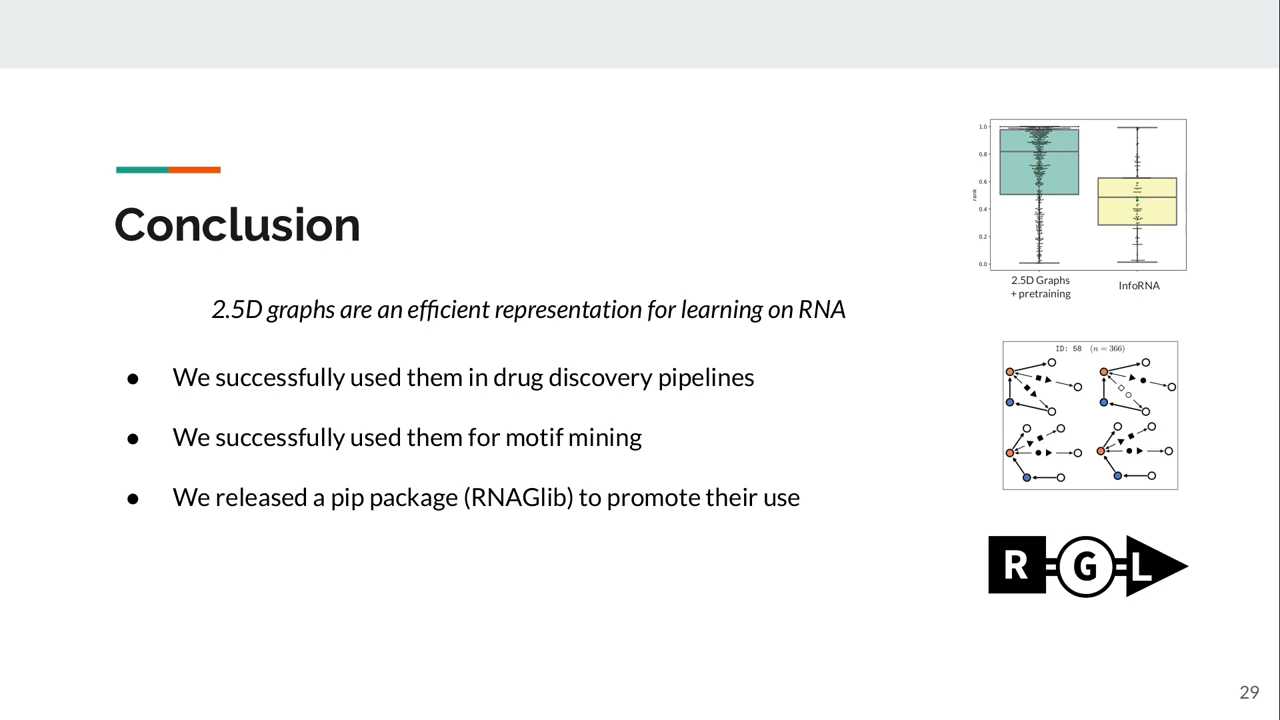 Conclusion
2.5D graphs are an efficient representation for learning on RNA
● We successfully used them in drug discovery pipelines
● We successfully used them for motif mining
● We released a pip package (RNAGlib) to promote their use
1.0
0.8
0.6
0.4
0.2
0.0
rank
2.5D Graphs
+ pretraining
InfoRNA
ID: 58 (n = 366)
R G L
29